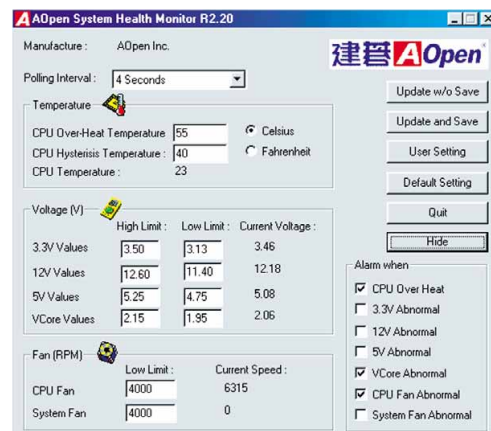 AOpen System Health Monitor R2.20
Manufacture : AOpen Inc.
建碁 AOpen
Polling Interval : 4 Seconds
Temperature
CPU Over-Heat Temperature 55
CPU Hysterisis Temperature : 40
CPU Temperature : 23
Celsius
Fahrenheit
Voltage (V)
High Limit : Low Limit : Current Voltage :
3.3V Values 3.50 3.13 3.46
12V Values 12.60 11.40 12.18
5V Values 5.25 4.75 5.08
VCore Values 2.15 1.95 2.06
Fan (RPM)
Low Limit : Current Speed :
CPU Fan 4000 6315
System Fan 4000 0
Update w/o Save
Update and Save
User Setting
Default Setting
Quit
Hide
Alarm when
CPU Over Heat
3.3V Abnormal
12V Abnormal
5V Abnormal
VCore Abnormal
CPU Fan Abnormal
System Fan Abnormal